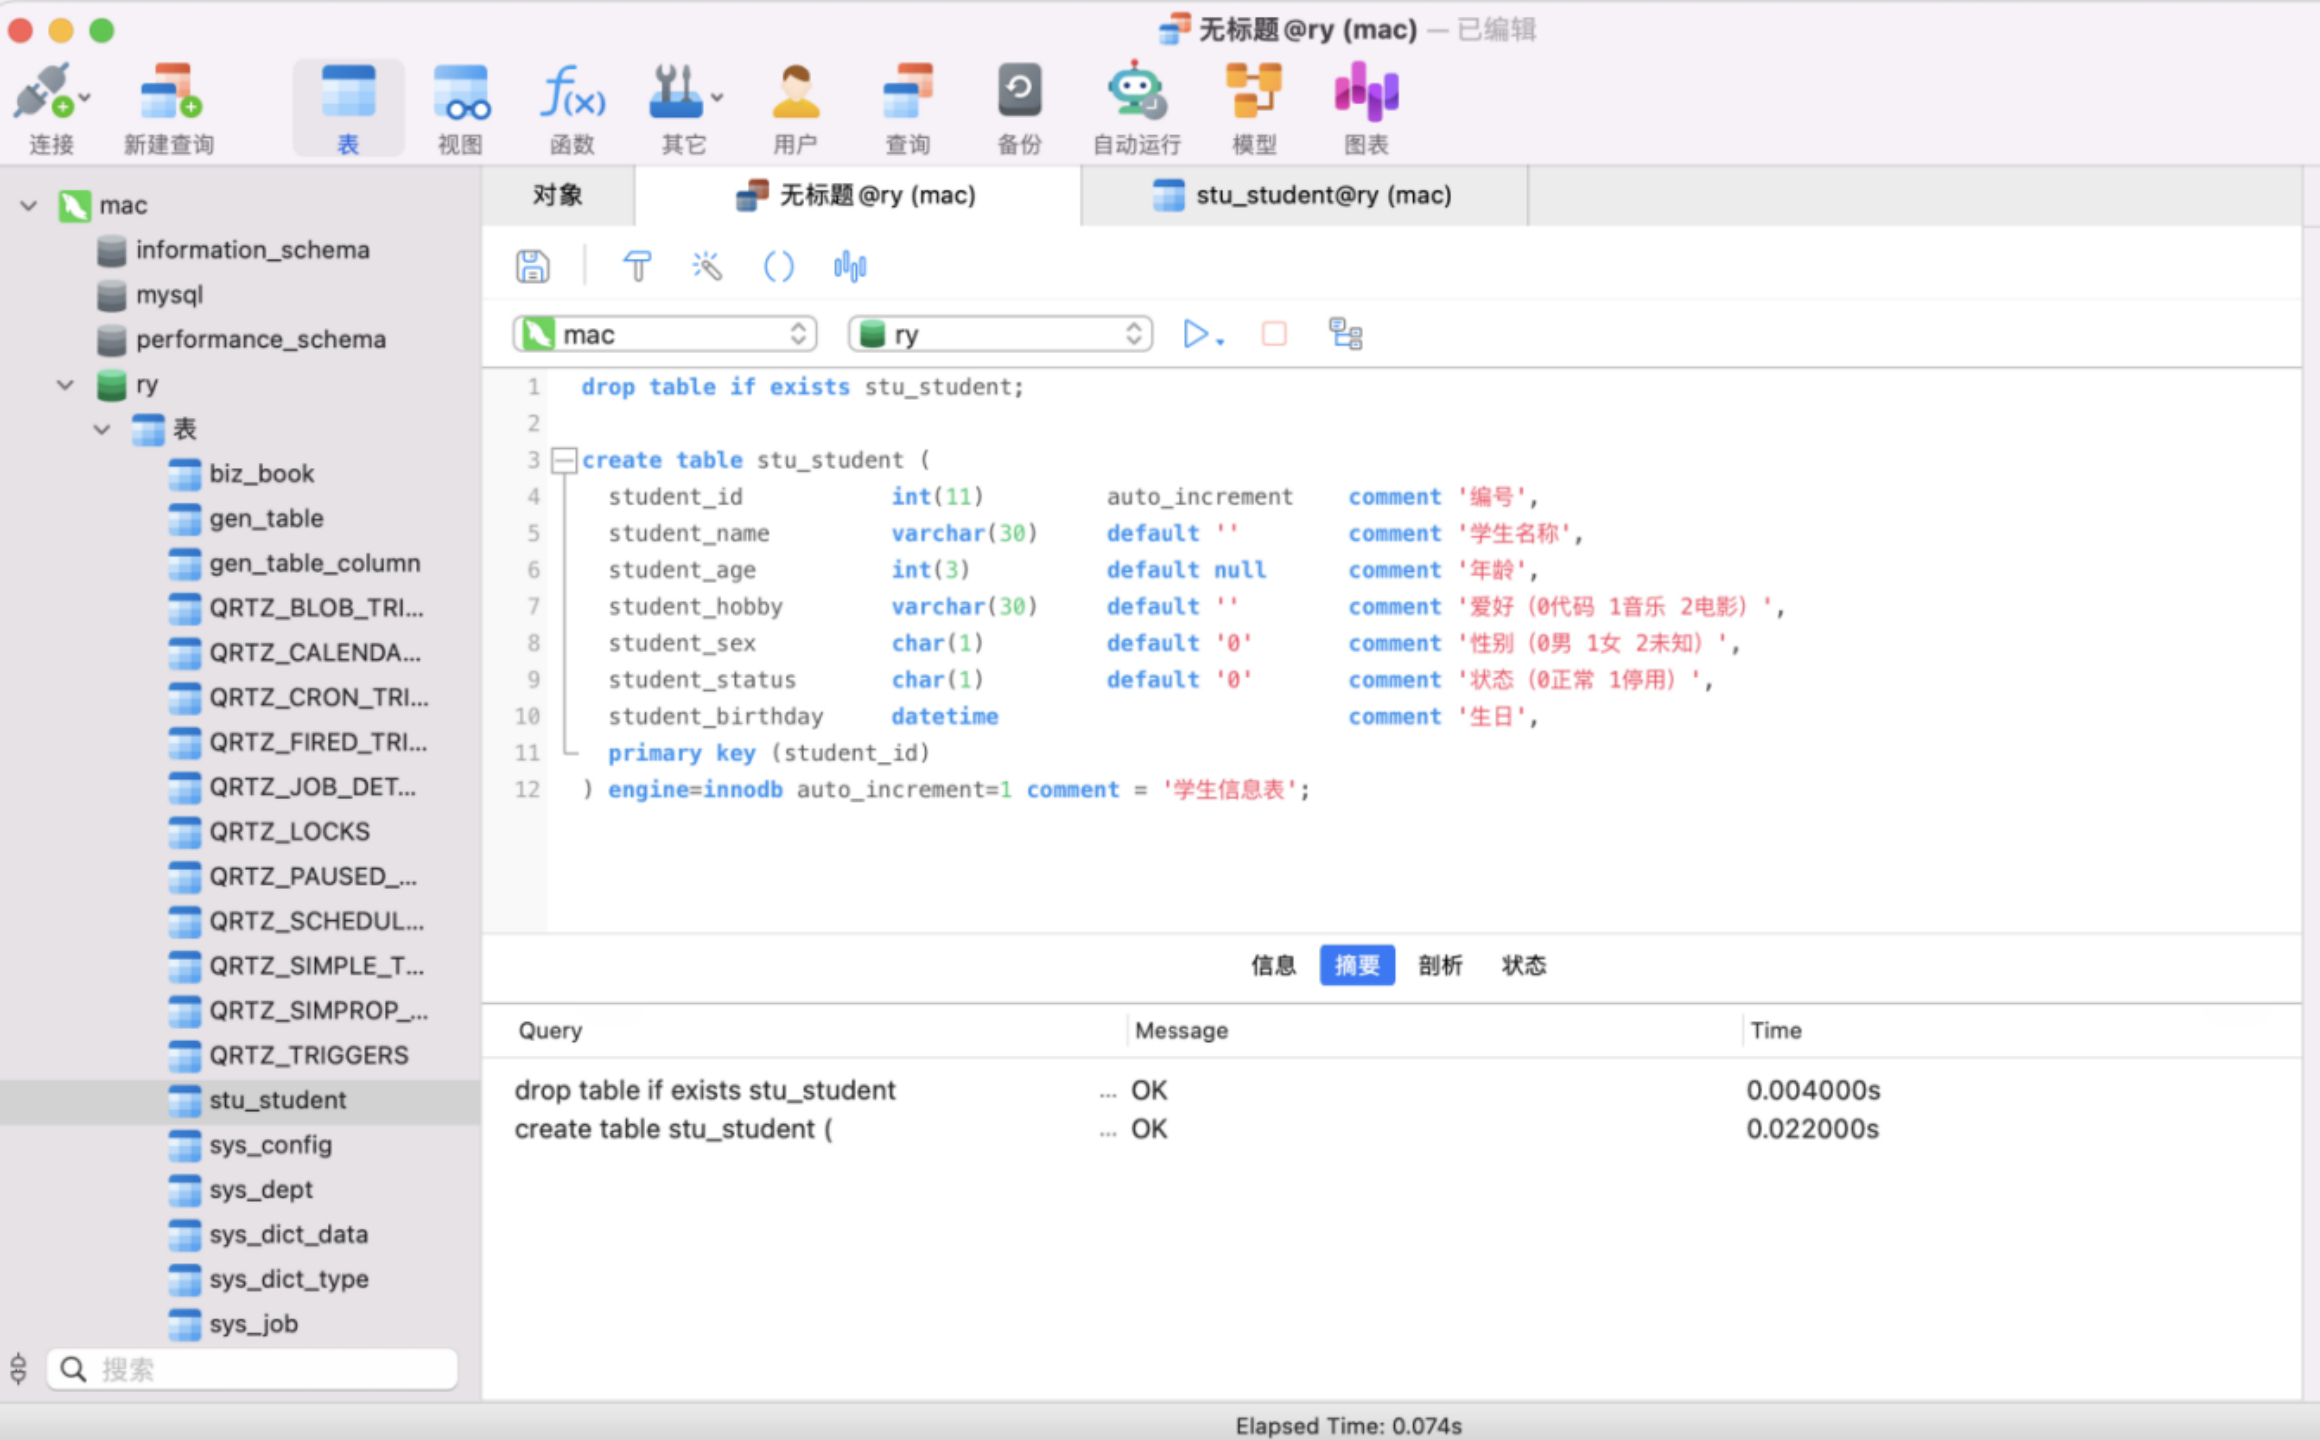 无标题@ry (mac) — 已编辑
连接 新建查询 表 视图 函数 其它 用户 查询 备份 自动运行 模型 图表
mac
information_schema
mysql
performance_schema
ry
表
biz_book
gen_table
gen_table_column
QRTZ_BLOB_TRI...
QRTZ_CALENDA...
QRTZ_CRON_TRI...
QRTZ_FIRED_TRI...
QRTZ_JOB_DET...
QRTZ_LOCKS
QRTZ_PAUSED_...
QRTZ_SCHEDUL...
QRTZ_SIMPLE_T...
QRTZ_SIMPROP_...
QRTZ_TRIGGERS
stu_student
sys_config
sys_dept
sys_dict_data
sys_dict_type
sys_job
搜索
对象 无标题@ry (mac) stu_student@ry (mac)
mac ry
1 drop table if exists stu_student;
2
3 create table stu_student (
4 student_id int(11) auto_increment comment '编号',
5 student_name varchar(30) default '' comment '学生名称',
6 student_age int(3) default null comment '年龄',
7 student_hobby varchar(30) default '' comment '爱好（0代码 1音乐 2电影）',
8 student_sex char(1) default '0' comment '性别（0男 1女 2未知）',
9 student_status char(1) default '0' comment '状态（0正常 1停用）',
10 student_birthday datetime comment '生日',
11 primary key (student_id)
12 ) engine=innodb auto_increment=1 comment = '学生信息表';
信息 摘要 剖析 状态
Query Message Time
drop table if exists stu_student ... OK 0.004000s
create table stu_student ( ... OK 0.022000s
Elapsed Time: 0.074s